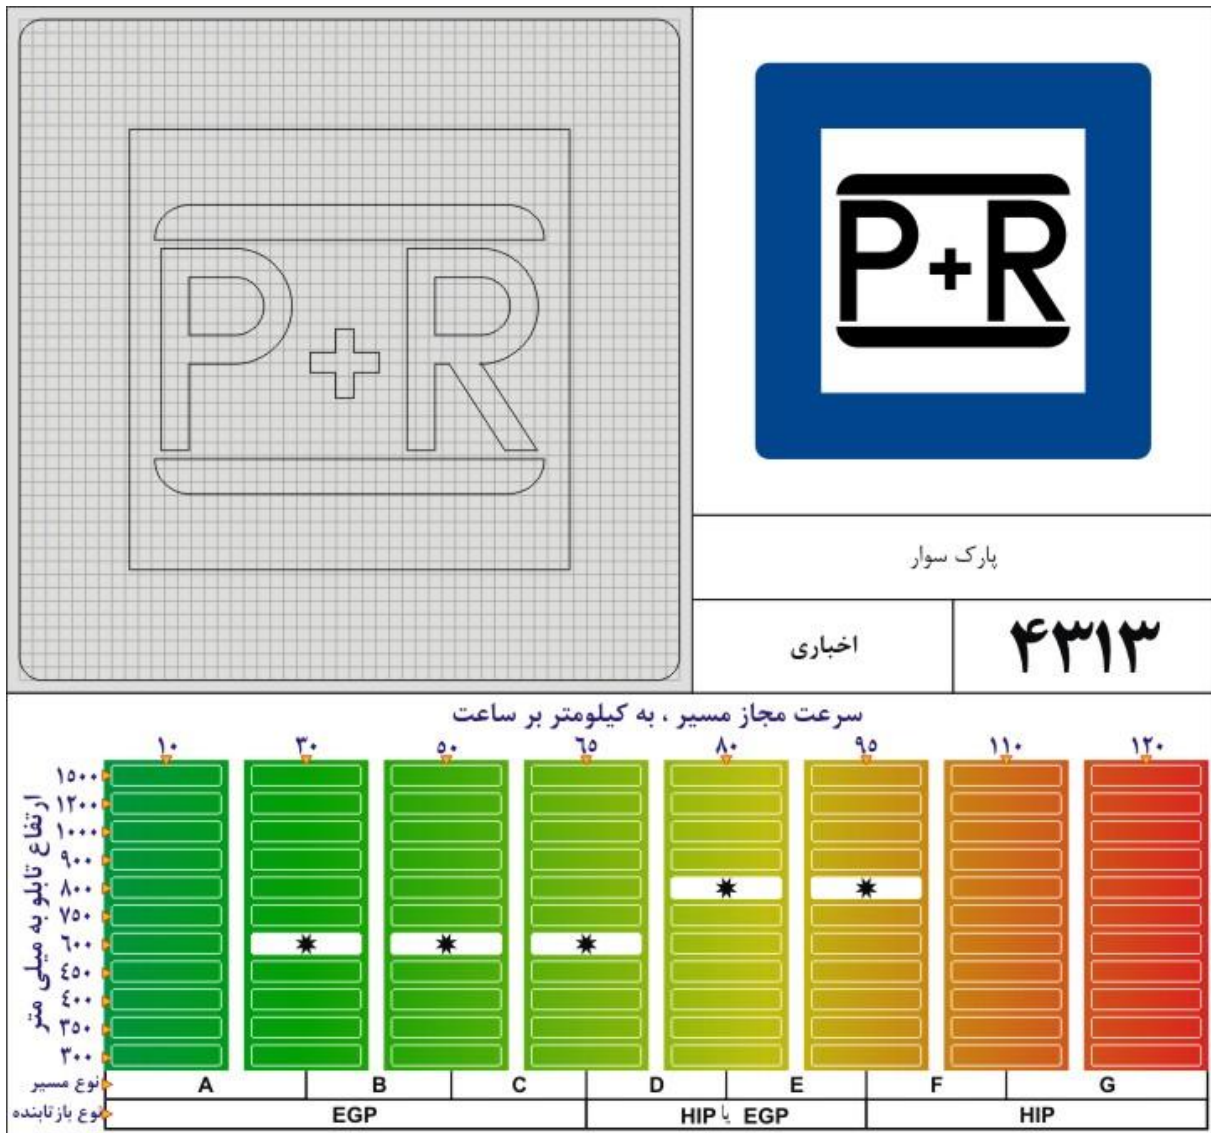 P+R
P+R
پارک سوار
اخباری
۴۳۱۳
سرعت مجاز مسیر ، به کیلومتر بر ساعت
۱۰ ۳۰ ۵۰ ۶۵ ۸۰ ۹۵ ۱۱۰ ۱۲۰
ارتفاع تابلو به میلی متر
۱۵۰۰
۱۲۰۰
۱۰۰۰
۹۰۰
۸۰۰
۷۵۰
۶۰۰
٤٥۰
٤۰۰
۳۵۰
۳۰۰
نوع مسیر A B C D E F G
نوع بازتابنده EGP HIP یا EGP HIP